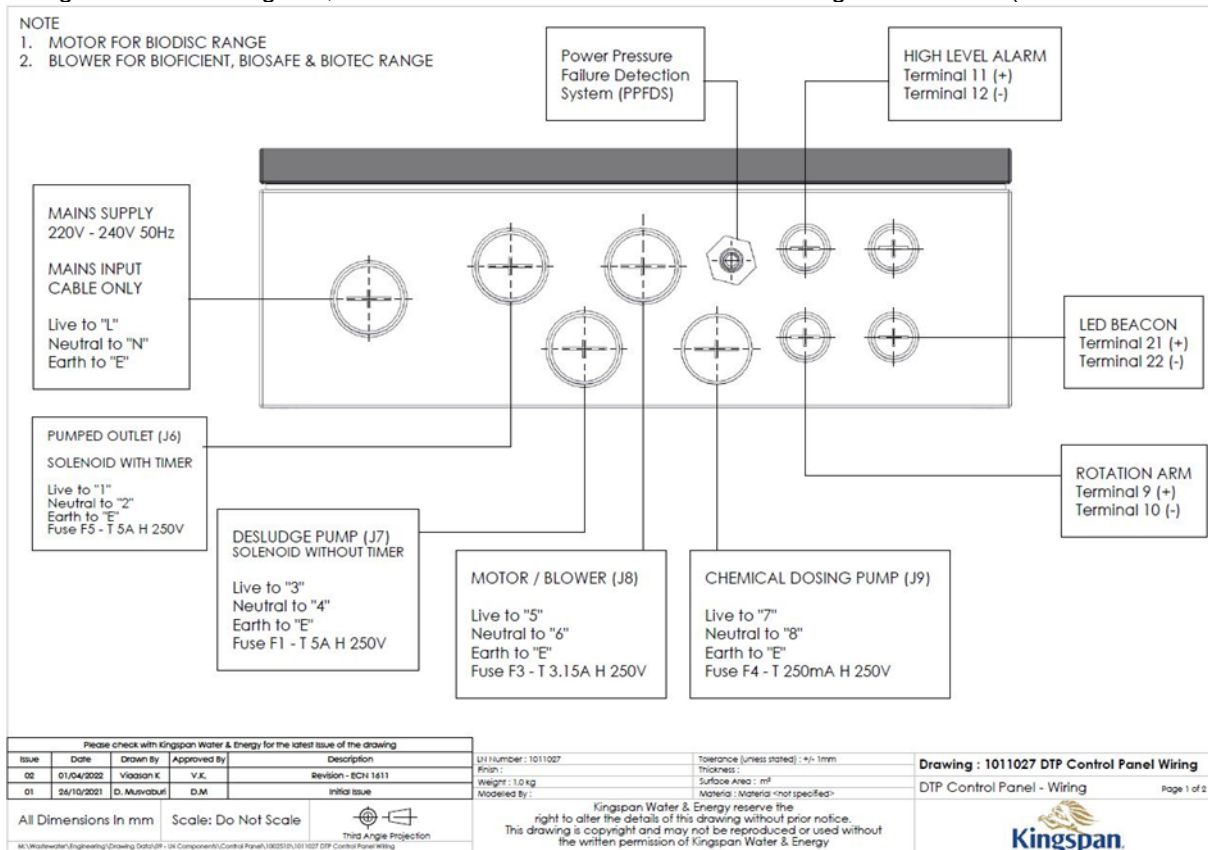 NOTE
1. MOTOR FOR BIODISC RANGE
2. BLOWER FOR BIOFICIENT, BIOSAFE & BIOTEC RANGE
Power Pressure
Failure Detection
System (PPFDS)
HIGH LEVEL ALARM
Terminal 11 (+)
Terminal 12 (-)
MAINS SUPPLY
220V - 240V 50Hz
MAINS INPUT
CABLE ONLY
Live to "L"
Neutral to "N"
Earth to "E"
LED BEACON
Terminal 21 (+)
Terminal 22 (-)
PUMPED OUTLET (J6)
SOLENOID WITH TIMER
Live to "1"
Neutral to "2"
Earth to "E"
Fuse F5 - T 5A H 250V
ROTATION ARM
Terminal 9 (+)
Terminal 10 (-)
DESLUDGE PUMP (J7)
SOLENOID WITHOUT TIMER
Live to "3"
Neutral to "4"
Earth to "E"
Fuse F1 - T 5A H 250V
MOTOR / BLOWER (J8)
Live to "5"
Neutral to "6"
Earth to "E"
Fuse F3 - T 3.15A H 250V
CHEMICAL DOSING PUMP (J9)
Live to "7"
Neutral to "8"
Earth to "E"
Fuse F4 - T 250mA H 250V
Please check with Kingspan Water & Energy for the latest issue of the drawing
Issue Date Drawn By Approved By Description
02 01/04/2022 Viaasan K V.K. Revision - ECN 1611
01 26/10/2021 D. Musvaburi D.M Initial Issue
All Dimensions In mm Scale: Do Not Scale
Third Angle Projection
LN Number : 1011027 Tolerance (unless stated) : +/- 1mm
Finish : Thickness :
Weight : 1.0 kg Surface Area : m²
Modeled By : Material : Material <not specified>
Kingspan Water & Energy reserve the
right to alter the details of this drawing without prior notice.
This drawing is copyright and may not be reproduced or used without
the written permission of Kingspan Water & Energy
Drawing : 1011027 DTP Control Panel Wiring
DTP Control Panel - Wiring Page 1 of 2
Kingspan.